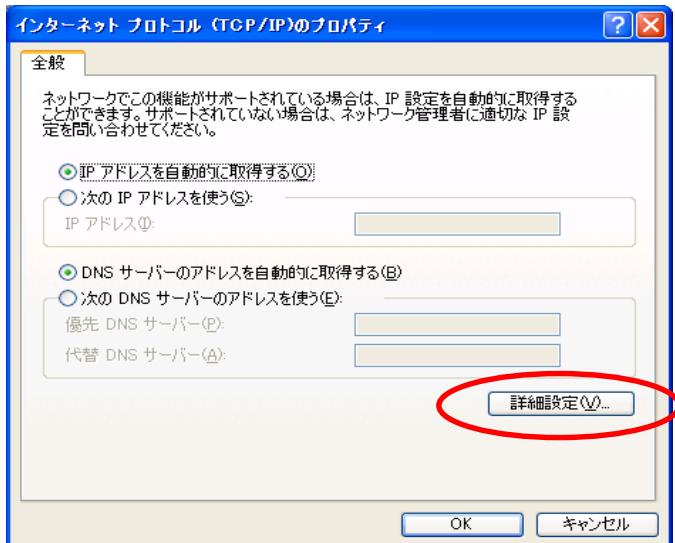 インターネット プロトコル (TCP/IP)のプロパティ
全般
ネットワークでこの機能がサポートされている場合は、IP 設定を自動的に取得する
ことができます。サポートされていない場合は、ネットワーク管理者に適切な IP 設
定を問い合わせてください。
IP アドレスを自動的に取得する(O)
次の IP アドレスを使う(S):
IP アドレス(I):
DNS サーバーのアドレスを自動的に取得する(B)
次の DNS サーバーのアドレスを使う(E):
優先 DNS サーバー(P):
代替 DNS サーバー(A):
詳細設定(V)...
OK
キャンセル